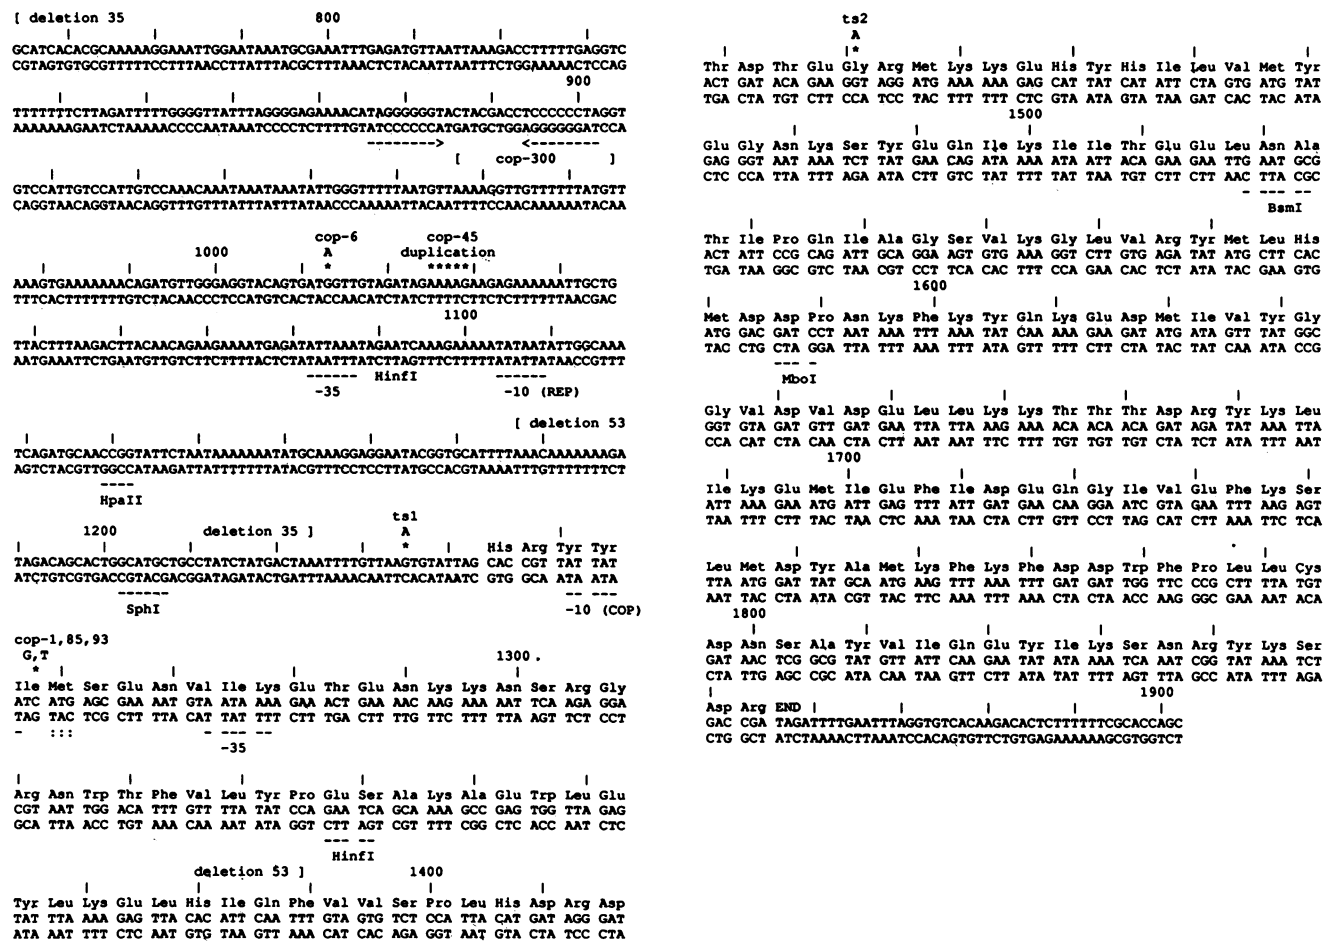 [ deletion 35 800
GCATCACACGCAAAAAGGAAATTGGAATAAATGCGAAATTTGAGATGTTAATTAAAGACCTTTTTGAGGTC
CGTAGTGTGCGTTTTTCCTTTAACCTTATTTACGCTTTAAACTCTACAATTAATTTCTGGAAAAACTCCAG
900
TTTTTTTCTTAGATTTTTGGGGTTATTTAGGGGAGAAAACATAGGGGGGTACTACGACCTCCCCCCTAGGT
AAAAAAAGAATCTAAAAACCCCAATAAATCCCCTCTTTTGTATCCCCCCATGATGCTGGAGGGGGGATCCA
--------> <--------
[ cop-300 ]
GTCCATTGTCCATTGTCCAAACAAATAAATAAATATTGGGTTTTTAATGTTAAAAGGTTGTTTTTTATGTT
CAGGTAACAGGTAACAGGTTTGTTTATTTATTTATAACCCAAAAATTACAATTTTCCAACAAAAAATACAA
cop-6 cop-45
1000 A duplication
* *****
AAAGTGAAAAAAACAGATGTTGGGAGGTACAGTGATGGTTGTAGATAGAAAAGAAGAGAAAAAATTGCTG
TTTCACTTTTTTTGTCTACAACCCTCCATGTCACTACCAACATCTATCTTTTCTTCTCTTTTTTAACGAC
1100
TTACTTTAAGACTTACAACAGAAGAAAATGAGATATTAAATAGAATCAAAGAAAAATATAATATTGGCAAA
AATGAAATTCTGAATGTTGTCTTCTTTTACTCTATAATTTATCTTAGTTTCTTTTTATATTATAACCGTTT
------ HinfI ------
-35 -10 (REP)
[ deletion 53
TCAGATGCAACCGGTATTCTAATAAAAAAATATGCAAAGGAGGAATACGGTGCATTTTAAACAAAAAAAGA
AGTCTACGTTGGCCATAAGATTATTTTTTTATACGTTTCCTCCTTATGCCACGTAAAATTTGTTTTTTTCT
----
HpaII
ts1
1200 deletion 35 ] A
* His Arg Tyr Tyr
TAGACAGCACTGGCATGCTGCCTATCTATGACTAAATTTTGTTAAGTGTATTAG CAC CGT TAT TAT
ATCTGTCGTGACCGTACGACGGATAGATACTGATTTAAAACAATTCACATAATC GTG GCA ATA ATA
------ -- ---
SphI -10 (COP)
cop-1,85,93
G,T 1300
*
Ile Met Ser Glu Asn Val Ile Lys Glu Thr Glu Asn Lys Lys Asn Ser Arg Gly
ATC ATG AGC GAA AAT GTA ATA AAA GAA ACT GAA AAC AAG AAA AAT TCA AGA GGA
TAG TAC TCG CTT TTA CAT TAT TTT CTT TGA CTT TTG TTC TTT TTA AGT TCT CCT
- ::: - --- --
-35
Arg Asn Trp Thr Phe Val Leu Tyr Pro Glu Ser Ala Lys Ala Glu Trp Leu Glu
CGT AAT TGG ACA TTT GTT TTA TAT CCA GAA TCA GCA AAA GCC GAG TGG TTA GAG
GCA TTA ACC TGT AAA CAA AAT ATA GGT CTT AGT CGT TTT CGG CTC ACC AAT CTC
--- --
HinfI
deletion 53 ] 1400
Tyr Leu Lys Glu Leu His Ile Gln Phe Val Val Ser Pro Leu His Asp Arg Asp
TAT TTA AAA GAG TTA CAC ATT CAA TTT GTA GTG TCT CCA TTA CAT GAT AGG GAT
ATA AAT TTT CTC AAT GTG TAA GTT AAA CAT CAC AGA GGT AAT GTA CTA TCC CTA
ts2
A
*
Thr Asp Thr Glu Gly Arg Met Lys Lys Glu His Tyr His Ile Leu Val Met Tyr
ACT GAT ACA GAA GGT AGG ATG AAA AAA GAG CAT TAT CAT ATT CTA GTG ATG TAT
TGA CTA TGT CTT CCA TCC TAC TTT TTT CTC GTA ATA GTA TAA GAT CAC TAC ATA
1500
Glu Gly Asn Lys Ser Tyr Glu Gln Ile Lys Ile Ile Thr Glu Glu Leu Asn Ala
GAG GGT AAT AAA TCT TAT GAA CAG ATA AAA ATA ATT ACA GAA GAA TTG AAT GCG
CTC CCA TTA TTT AGA ATA CTT GTC TAT TTT TAT TAA TGT CTT CTT AAC TTA CGC
- --- --
BsmI
Thr Ile Pro Gln Ile Ala Gly Ser Val Lys Gly Leu Val Arg Tyr Met Leu His
ACT ATT CCG CAG ATT GCA GGA AGT GTG AAA GGT CTT GTG AGA TAT ATG CTT CAC
TGA TAA GGC GTC TAA CGT CCT TCA CAC TTT CCA GAA CAC TCT ATA TAC GAA GTG
1600
Met Asp Asp Pro Asn Lys Phe Lys Tyr Gln Lys Glu Asp Met Ile Val Tyr Gly
ATG GAC GAT CCT AAT AAA TTT AAA TAT CAA AAA GAA GAT ATG ATA GTT TAT GGC
TAC CTG CTA GGA TTA TTT AAA TTT ATA GTT TTT CTT CTA TAC TAT CAA ATA CCG
--- -
MboI
Gly Val Asp Val Asp Glu Leu Leu Lys Lys Thr Thr Thr Asp Arg Tyr Lys Leu
GGT GTA GAT GTT GAT GAA TTA TTA AAG AAA ACA ACA ACA GAT AGA TAT AAA TTA
CCA CAT CTA CAA CTA CTT AAT AAT TTC TTT TGT TGT TGT CTA TCT ATA TTT AAT
1700
Ile Lys Glu Met Ile Glu Phe Ile Asp Glu Gln Gly Ile Val Glu Phe Lys Ser
ATT AAA GAA ATG ATT GAG TTT ATT GAT GAA CAA GGA ATC GTA GAA TTT AAG AGT
TAA TTT CTT TAC TAA CTC AAA TAA CTA CTT GTT CCT TAG CAT CTT AAA TTC TCA
Leu Met Asp Tyr Ala Met Lys Phe Lys Phe Asp Asp Trp Phe Pro Leu Leu Cys
TTA ATG GAT TAT GCA ATG AAG TTT AAA TTT GAT GAT TGG TTC CCG CTT TTA TGT
AAT TAC CTA ATA CGT TAC TTC AAA TTT AAA CTA CTA ACC AAG GGC GAA AAT ACA
1800
Asp Asn Ser Ala Tyr Val Ile Gln Glu Tyr Ile Lys Ser Asn Arg Tyr Lys Ser
GAT AAC TCG GCG TAT GTT ATT CAA GAA TAT ATA AAA TCA AAT CGG TAT AAA TCT
CTA TTG AGC CGC ATA CAA TAA GTT CTT ATA TAT TTT AGT TTA GCC ATA TTT AGA
1900
Asp Arg END
GAC CGA TAGATTTTGAATTTAGGTGTCACAAGACACTCTTTTTTCGCACCAGC
CTG GCT ATCTAAAACTTAAATCCACAGTGTTCTGTGAGAAAAAAGCGTGGTCT